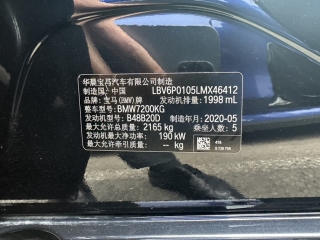 华晨宝马汽车有限公司制造
制造国: 中国 LBV6P0105LMX46412
品牌: 宝马(BMW)牌 发动机排量: 1998 mL
整车型号: BMW7200KG
发动机型号: B48B20D 制造年月: 2020-05
最大允许总质量: 2165 kg 乘坐人数: 5
最大净功率: 190 kW
最大允许牵引质量: -- kg